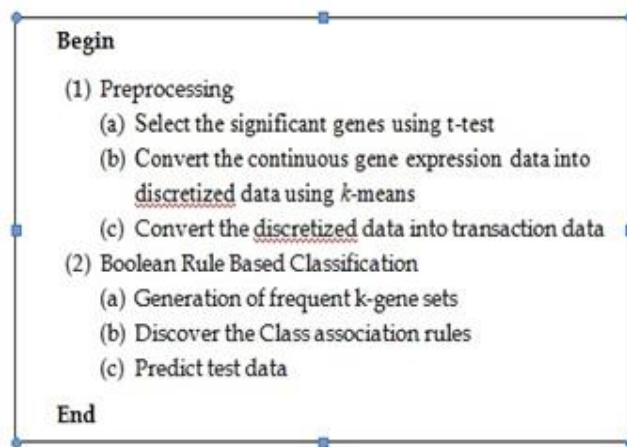 Begin
(1) Preprocessing
(a) Select the significant genes using t-test
(b) Convert the continuous gene expression data into
discretized data using k-means
(c) Convert the discretized data into transaction data
(2) Boolean Rule Based Classification
(a) Generation of frequent k-gene sets
(b) Discover the Class association rules
(c) Predict test data
End